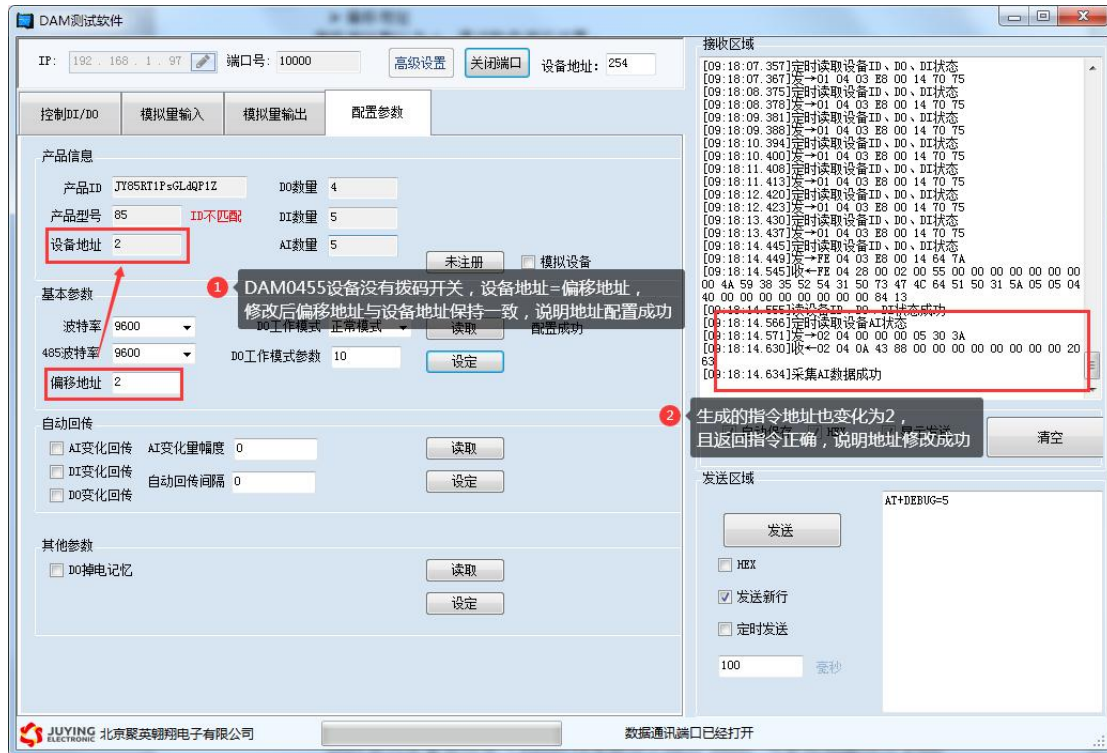 DAM测试软件
IP: 192 . 168 . 1 . 97 端口号: 10000 高级设置 关闭端口 设备地址: 254
控制DI/DO 模拟量输入 模拟量输出 配置参数
产品信息
产品ID JY85RT1PsGLdQP1Z DO数量 4
产品型号 85 ID不匹配 DI数量 5
设备地址 2 AI数量 5
未注册 模拟设备
1 DAM0455设备没有拨码开关，设备地址=偏移地址，
修改后偏移地址与设备地址保持一致，说明地址配置成功
基本参数
波特率 9600 DO工作模式 正常模式 读取 配置成功
485波特率 9600 DO工作模式参数 10 设定
偏移地址 2
自动回传
AI变化回传 AI变化量幅度 0 读取
DI变化回传
自动回传间隔 0 设定
DO变化回传
其他参数
DO掉电记忆 读取
设定
接收区域
[09:18:07.357]定时读取设备ID、DO、DI状态
[09:18:07.367]发→01 04 03 E8 00 14 70 75
[09:18:08.375]定时读取设备ID、DO、DI状态
[09:18:08.378]发→01 04 03 E8 00 14 70 75
[09:18:09.381]定时读取设备ID、DO、DI状态
[09:18:09.388]发→01 04 03 E8 00 14 70 75
[09:18:10.394]定时读取设备ID、DO、DI状态
[09:18:10.400]发→01 04 03 E8 00 14 70 75
[09:18:11.408]定时读取设备ID、DO、DI状态
[09:18:11.413]发→01 04 03 E8 00 14 70 75
[09:18:12.420]定时读取设备ID、DO、DI状态
[09:18:12.423]发→01 04 03 E8 00 14 70 75
[09:18:13.430]定时读取设备ID、DO、DI状态
[09:18:13.437]发→01 04 03 E8 00 14 70 75
[09:18:14.445]定时读取设备ID、DO、DI状态
[09:18:14.449]发→FE 04 03 E8 00 14 64 7A
[09:18:14.545]收←FE 04 28 00 02 00 55 00 00 00 00 00 00
00 4A 59 38 35 52 54 31 50 73 47 4C 64 51 50 31 5A 05 05 04
40 00 00 00 00 00 00 00 84 13
[09:18:14.555]读设备ID、DO、DI状态成功
[09:18:14.566]定时读取设备AI状态
[09:18:14.571]发→02 04 00 00 00 05 30 3A
[09:18:14.630]收←02 04 0A 43 88 00 00 00 00 00 00 00 00 20
63
[09:18:14.634]采集AI数据成功
2 生成的指令地址也变化为2，
且返回指令正确，说明地址修改成功
清空
发送区域
AT+DEBUG=5
发送
HEX
发送新行
定时发送
100 毫秒
JUYING
ELECTRONIC 北京聚英翱翔电子有限公司 数据通讯端口已经打开